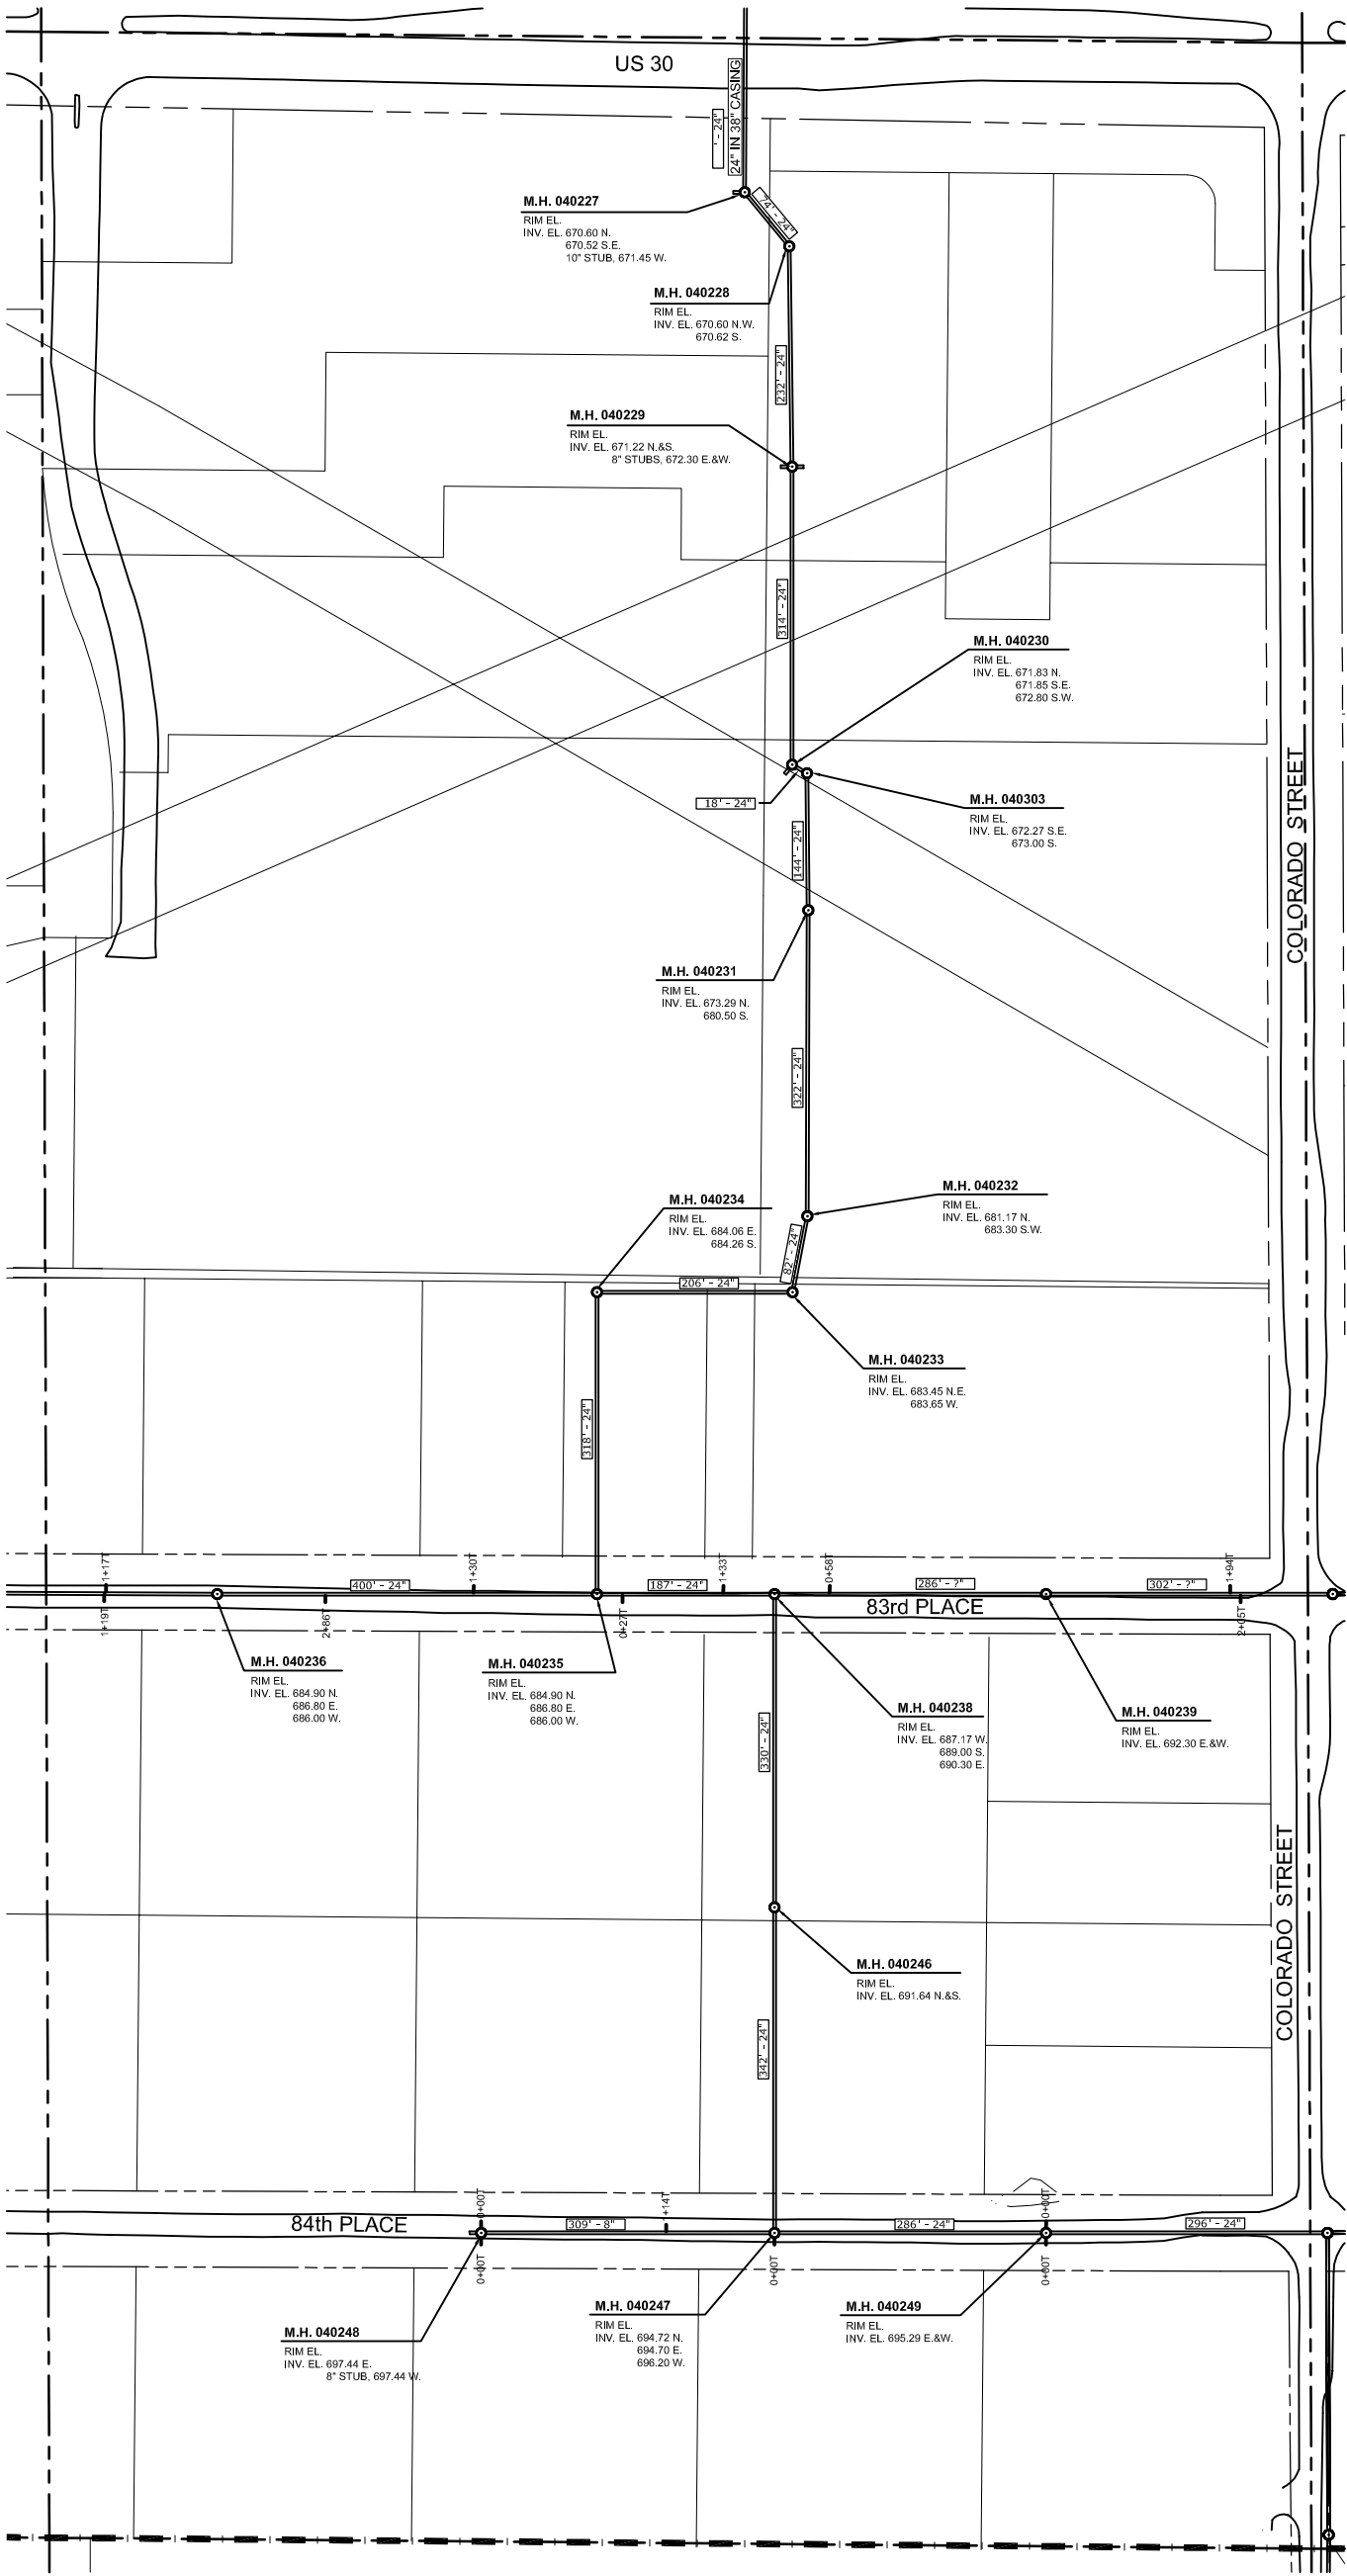 US 30
' - 24"
24" IN 38" CASING
M.H. 040227
RIM EL.
INV. EL. 670.60 N.
670.52 S.E.
10" STUB, 671.45 W.
74' - 24"
M.H. 040228
RIM EL.
INV. EL. 670.60 N.W.
670.62 S.
232' - 24"
M.H. 040229
RIM EL.
INV. EL. 671.22 N.&S.
8" STUBS, 672.30 E.&W.
314' - 24"
M.H. 040230
RIM EL.
INV. EL. 671.83 N.
671.85 S.E.
672.80 S.W.
COLORADO STREET
18' - 24"
M.H. 040303
RIM EL.
INV. EL. 672.27 S.E.
673.00 S.
144' - 24"
M.H. 040231
RIM EL.
INV. EL. 673.29 N.
680.50 S.
322' - 24"
M.H. 040232
RIM EL.
INV. EL. 681.17 N.
683.30 S.W.
M.H. 040234
RIM EL.
INV. EL. 684.06 E.
684.26 S.
82' - 24"
206' - 24"
M.H. 040233
RIM EL.
INV. EL. 683.45 N.E.
683.65 W.
318' - 24"
1+17T
1+30T
1+33T
0+58T
1+94T
400' - 24"
187' - 24"
286' - ?"
302' - ?"
83rd PLACE
1+19T
2+86T
0+27T
2+05T
M.H. 040236
RIM EL.
INV. EL. 684.90 N.
686.80 E.
686.00 W.
M.H. 040235
RIM EL.
INV. EL. 684.90 N.
686.80 E.
686.00 W.
M.H. 040238
RIM EL.
INV. EL. 687.17 W.
689.00 S.
690.30 E.
M.H. 040239
RIM EL.
INV. EL. 692.30 E.&W.
330' - 24"
COLORADO STREET
M.H. 040246
RIM EL.
INV. EL. 691.64 N.&S.
342' - 24"
84th PLACE
0+00T
1+14T
0+00T
309' - 8"
286' - 24"
296' - 24"
0+00T
0+00T
0+00T
M.H. 040248
RIM EL.
INV. EL. 697.44 E.
8" STUB, 697.44 W.
M.H. 040247
RIM EL.
INV. EL. 694.72 N.
694.70 E.
696.20 W.
M.H. 040249
RIM EL.
INV. EL. 695.29 E.&W.